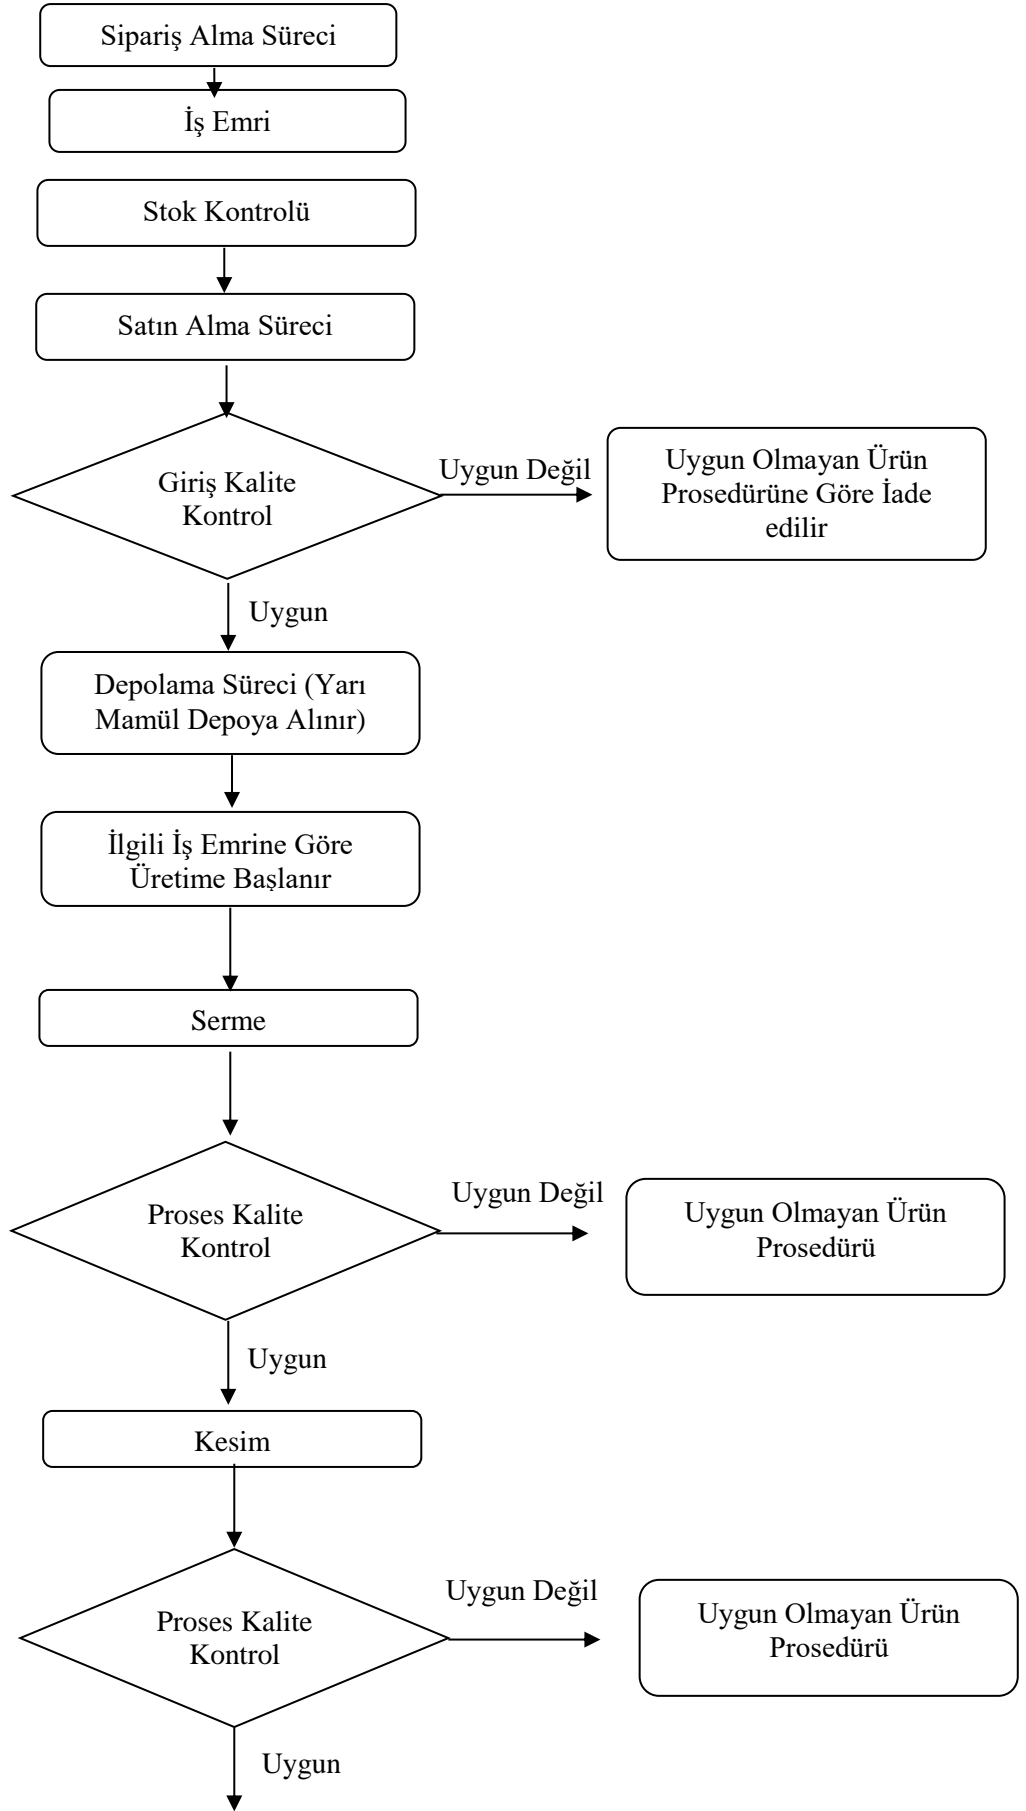 Sipariş Alma Süreci
İş Emri
Stok Kontrolü
Satın Alma Süreci
Giriş Kalite
Kontrol
Uygun Değil
Uygun Olmayan Ürün
Prosedürüne Göre İade
edilir
Uygun
Depolama Süreci (Yarı
Mamül Depoya Alınır)
İlgili İş Emrine Göre
Üretime Başlanır
Serme
Proses Kalite
Kontrol
Uygun Değil
Uygun Olmayan Ürün
Prosedürü
Uygun
Kesim
Proses Kalite
Kontrol
Uygun Değil
Uygun Olmayan Ürün
Prosedürü
Uygun